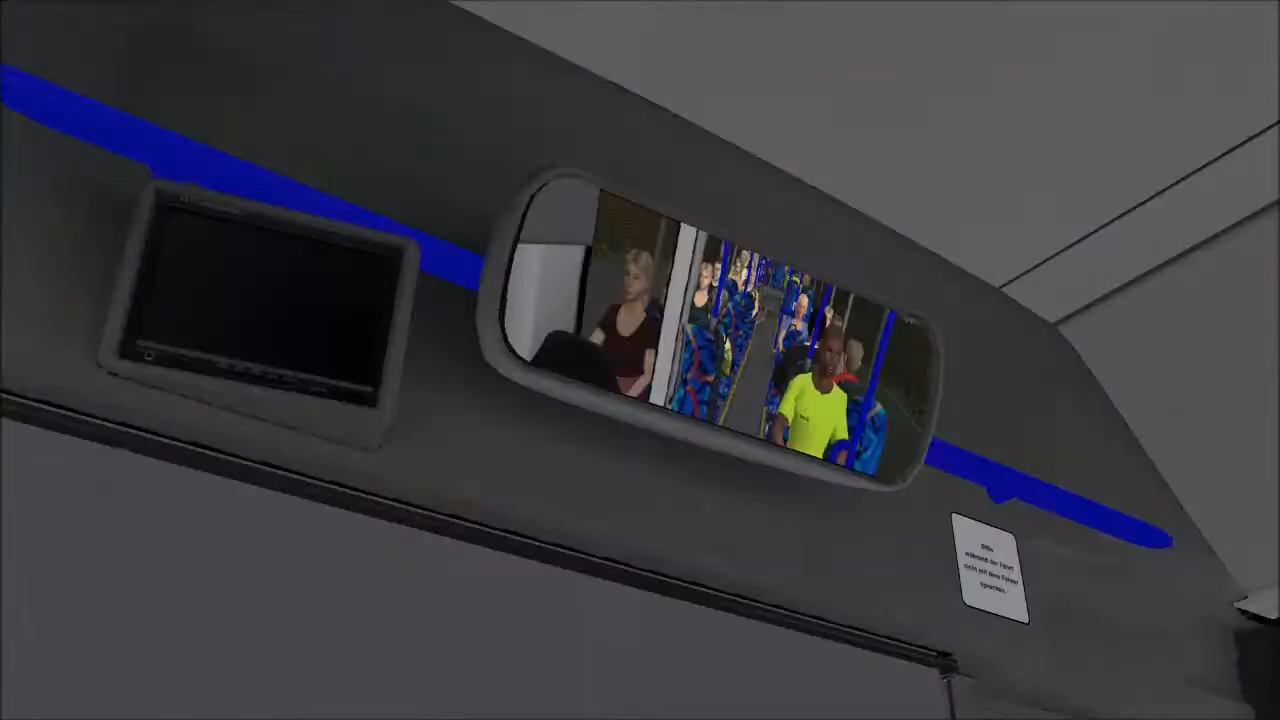 Bitte
während der Fahrt
nicht mit dem Fahrer
sprechen.